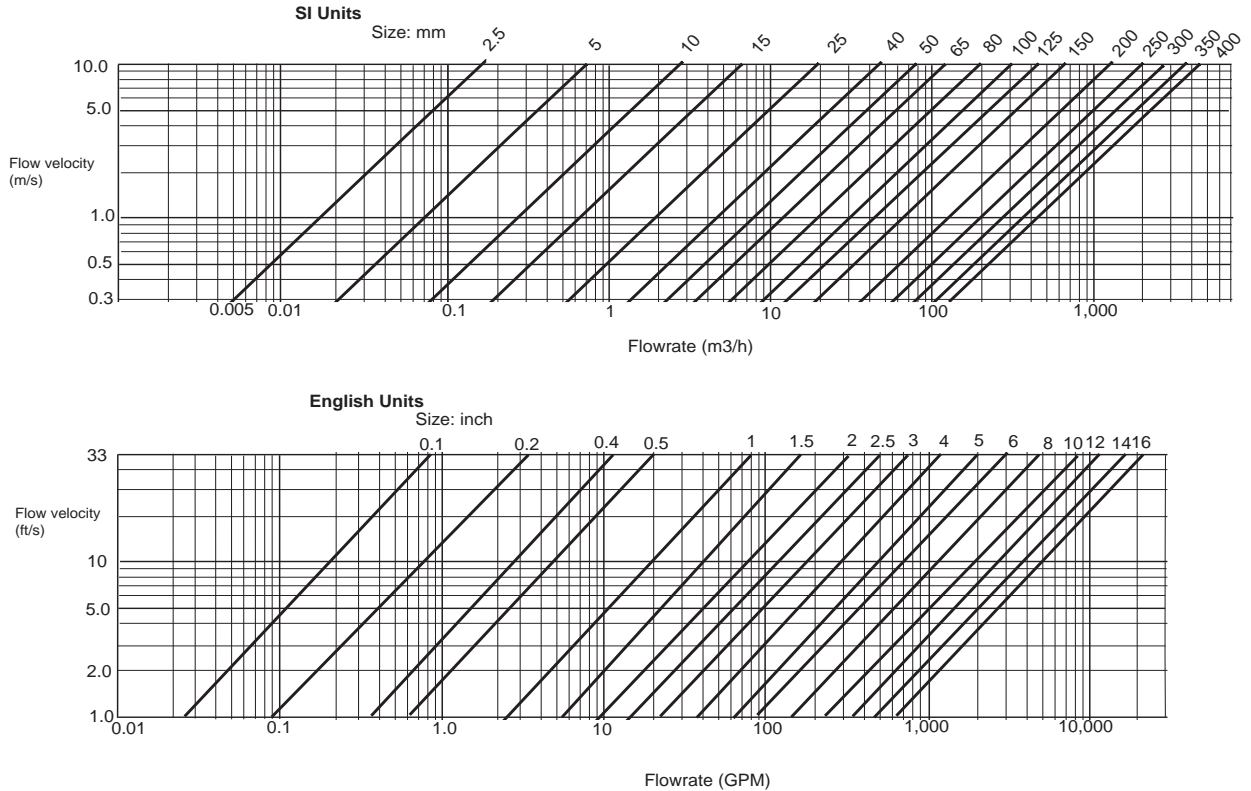 SI Units
Size: mm
2.5 5 10 15 25 40 50 65 80 100 125 150 200 250 300 350 400
10.0
5.0
Flow velocity
(m/s)
1.0
0.5
0.3
0.005 0.01 0.1 1 10 100 1,000
Flowrate (m3/h)
English Units
Size: inch
0.1 0.2 0.4 0.5 1 1.5 2 2.5 3 4 5 6 8 10 12 14 16
33
Flow velocity
(ft/s)
10
5.0
2.0
1.0
0.01 0.1 1.0 10 100 1,000 10,000
Flowrate (GPM)